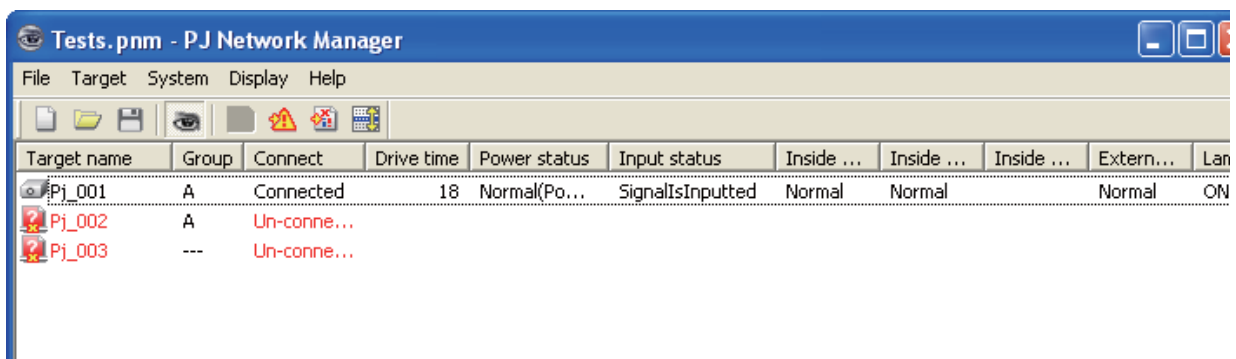 Tests.pnm - PJ Network Manager
File Target System Display Help
Target name Group Connect Drive time Power status Input status Inside ... Inside ... Inside ... Extern... Lan
Pj_001 A Connected 18 Normal(Po... SignalIsInputted Normal Normal Normal ON
Pj_002 A Un-conne...
Pj_003 --- Un-conne...